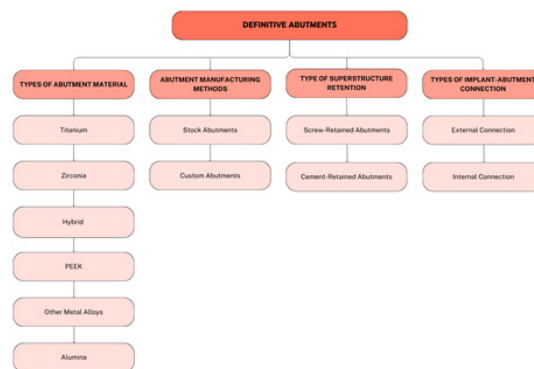 DEFINITIVE ABUTMENTS
TYPES OF ABUTMENT MATERIAL
Titanium
Zirconia
Hybrid
PEEK
Other Metal Alloys
Alumina
ABUTMENT MANUFACTURING
METHODS
Stock Abutments
Custom Abutments
TYPE OF SUPERSTRUCTURE
RETENTION
Screw-Retained Abutments
Cement-Retained Abutments
TYPES OF IMPLANT-ABUTMENT
CONNECTION
External Connection
Internal Connection